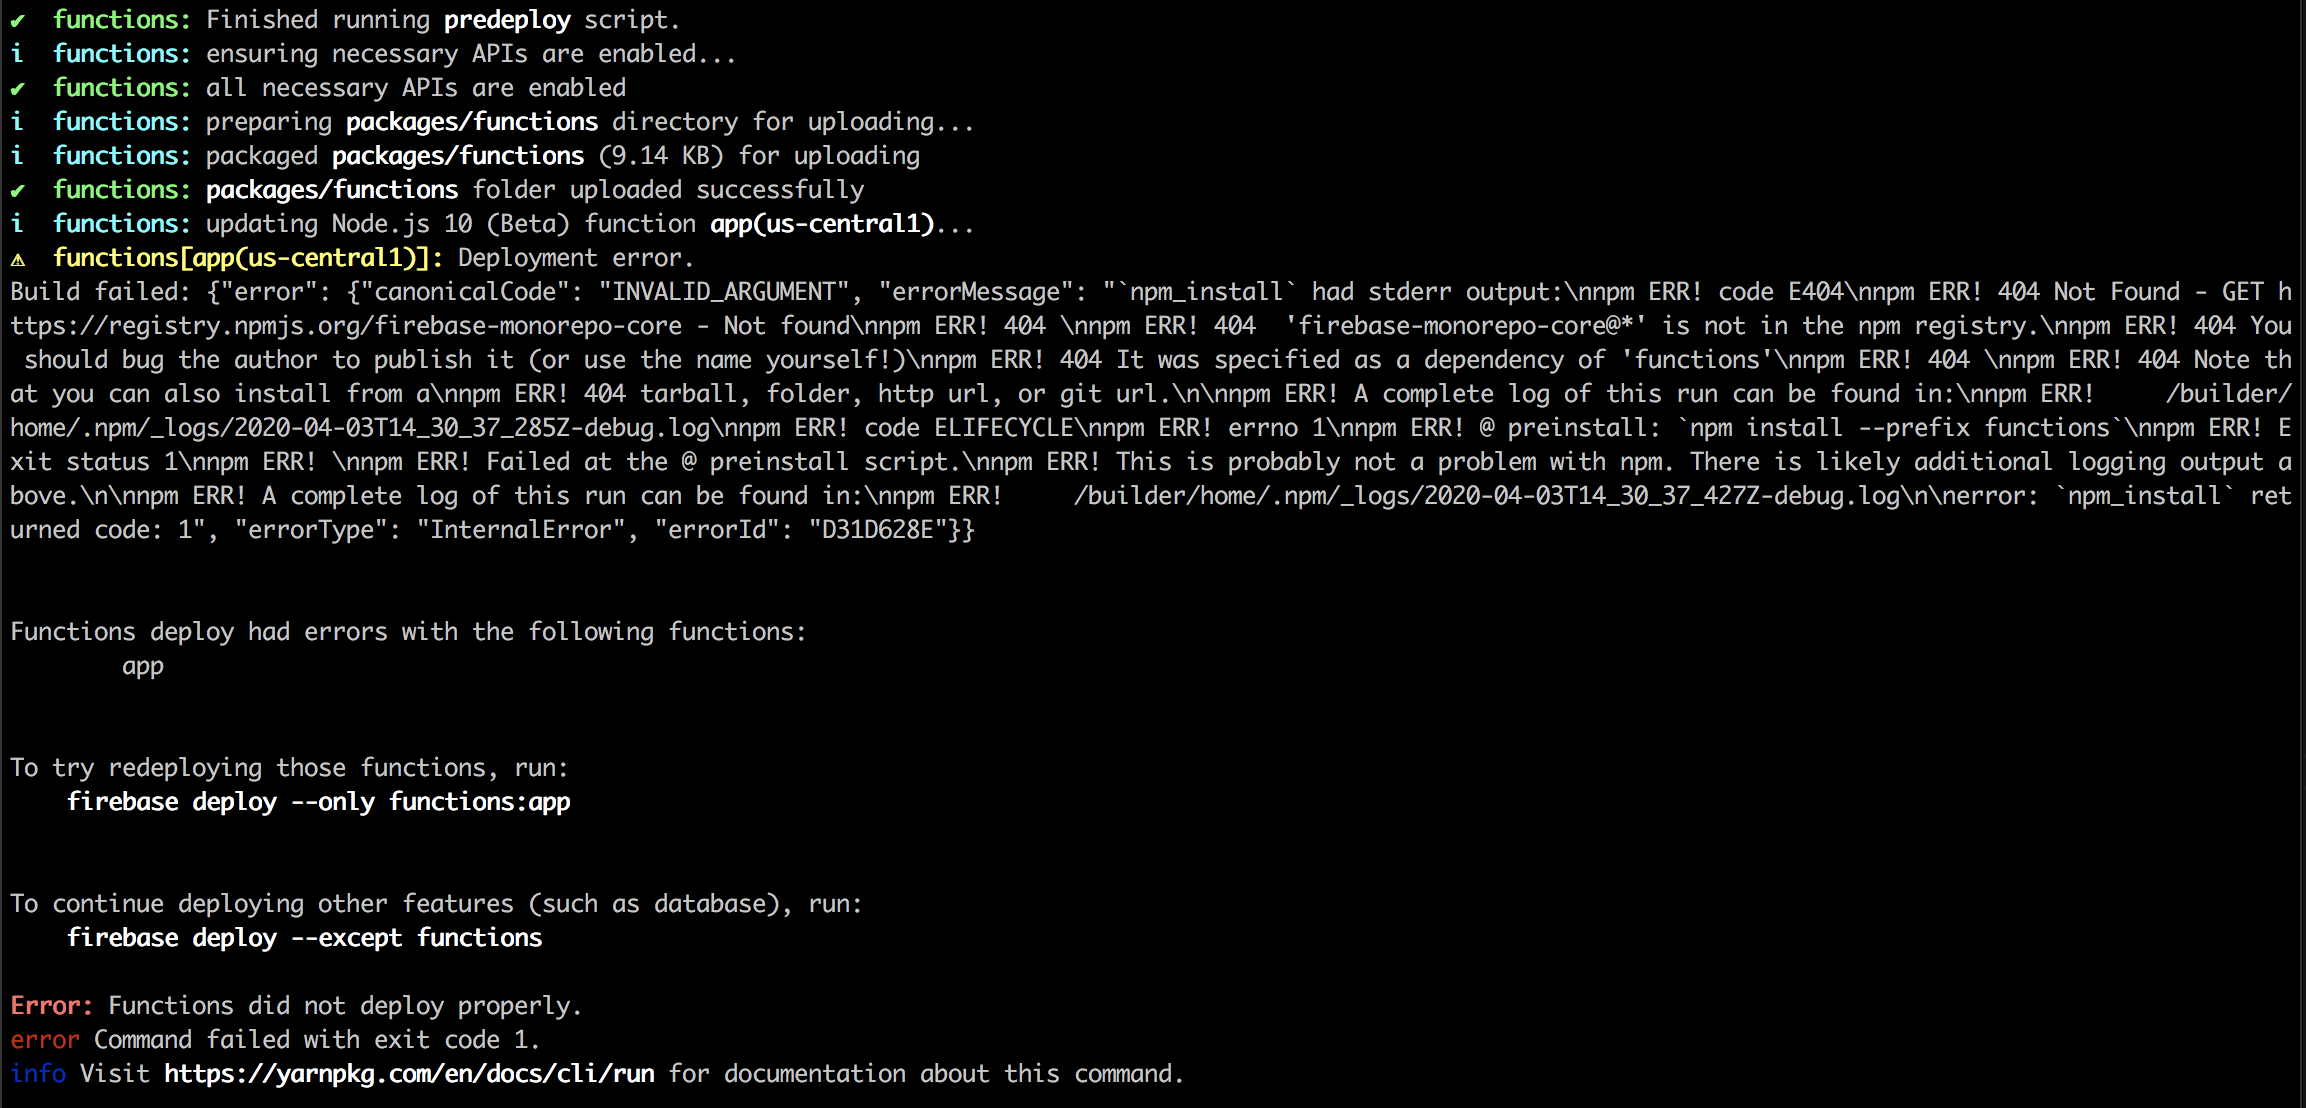 ✔  functions: Finished running predeploy script.
i  functions: ensuring necessary APIs are enabled...
✔  functions: all necessary APIs are enabled
i  functions: preparing packages/functions directory for uploading...
i  functions: packaged packages/functions (9.14 KB) for uploading
✔  functions: packages/functions folder uploaded successfully
i  functions: updating Node.js 10 (Beta) function app(us-central1)...
⚠  functions[app(us-central1)]: Deployment error.
Build failed: {"error": {"canonicalCode": "INVALID_ARGUMENT", "errorMessage": "`npm_install` had stderr output:\nnpm ERR! code E404\nnpm ERR! 404 Not Found - GET h
ttps://registry.npmjs.org/firebase-monorepo-core - Not found\nnpm ERR! 404 \nnpm ERR! 404  'firebase-monorepo-core@*' is not in the npm registry.\nnpm ERR! 404 You
 should bug the author to publish it (or use the name yourself!)\nnpm ERR! 404 It was specified as a dependency of 'functions'\nnpm ERR! 404 \nnpm ERR! 404 Note th
at you can also install from a\nnpm ERR! 404 tarball, folder, http url, or git url.\n\nnpm ERR! A complete log of this run can be found in:\nnpm ERR!     /builder/
home/.npm/_logs/2020-04-03T14_30_37_285Z-debug.log\nnpm ERR! code ELIFECYCLE\nnpm ERR! errno 1\nnpm ERR! @ preinstall: `npm install --prefix functions`\nnpm ERR! E
xit status 1\nnpm ERR! \nnpm ERR! Failed at the @ preinstall script.\nnpm ERR! This is probably not a problem with npm. There is likely additional logging output a
bove.\n\nnpm ERR! A complete log of this run can be found in:\nnpm ERR!     /builder/home/.npm/_logs/2020-04-03T14_30_37_427Z-debug.log\n\nerror: `npm_install` ret
urned code: 1", "errorType": "InternalError", "errorId": "D31D628E"}}
Functions deploy had errors with the following functions:
        app
To try redeploying those functions, run:
    firebase deploy --only functions:app
To continue deploying other features (such as database), run:
    firebase deploy --except functions
Error: Functions did not deploy properly.
error Command failed with exit code 1.
info Visit https://yarnpkg.com/en/docs/cli/run for documentation about this command.